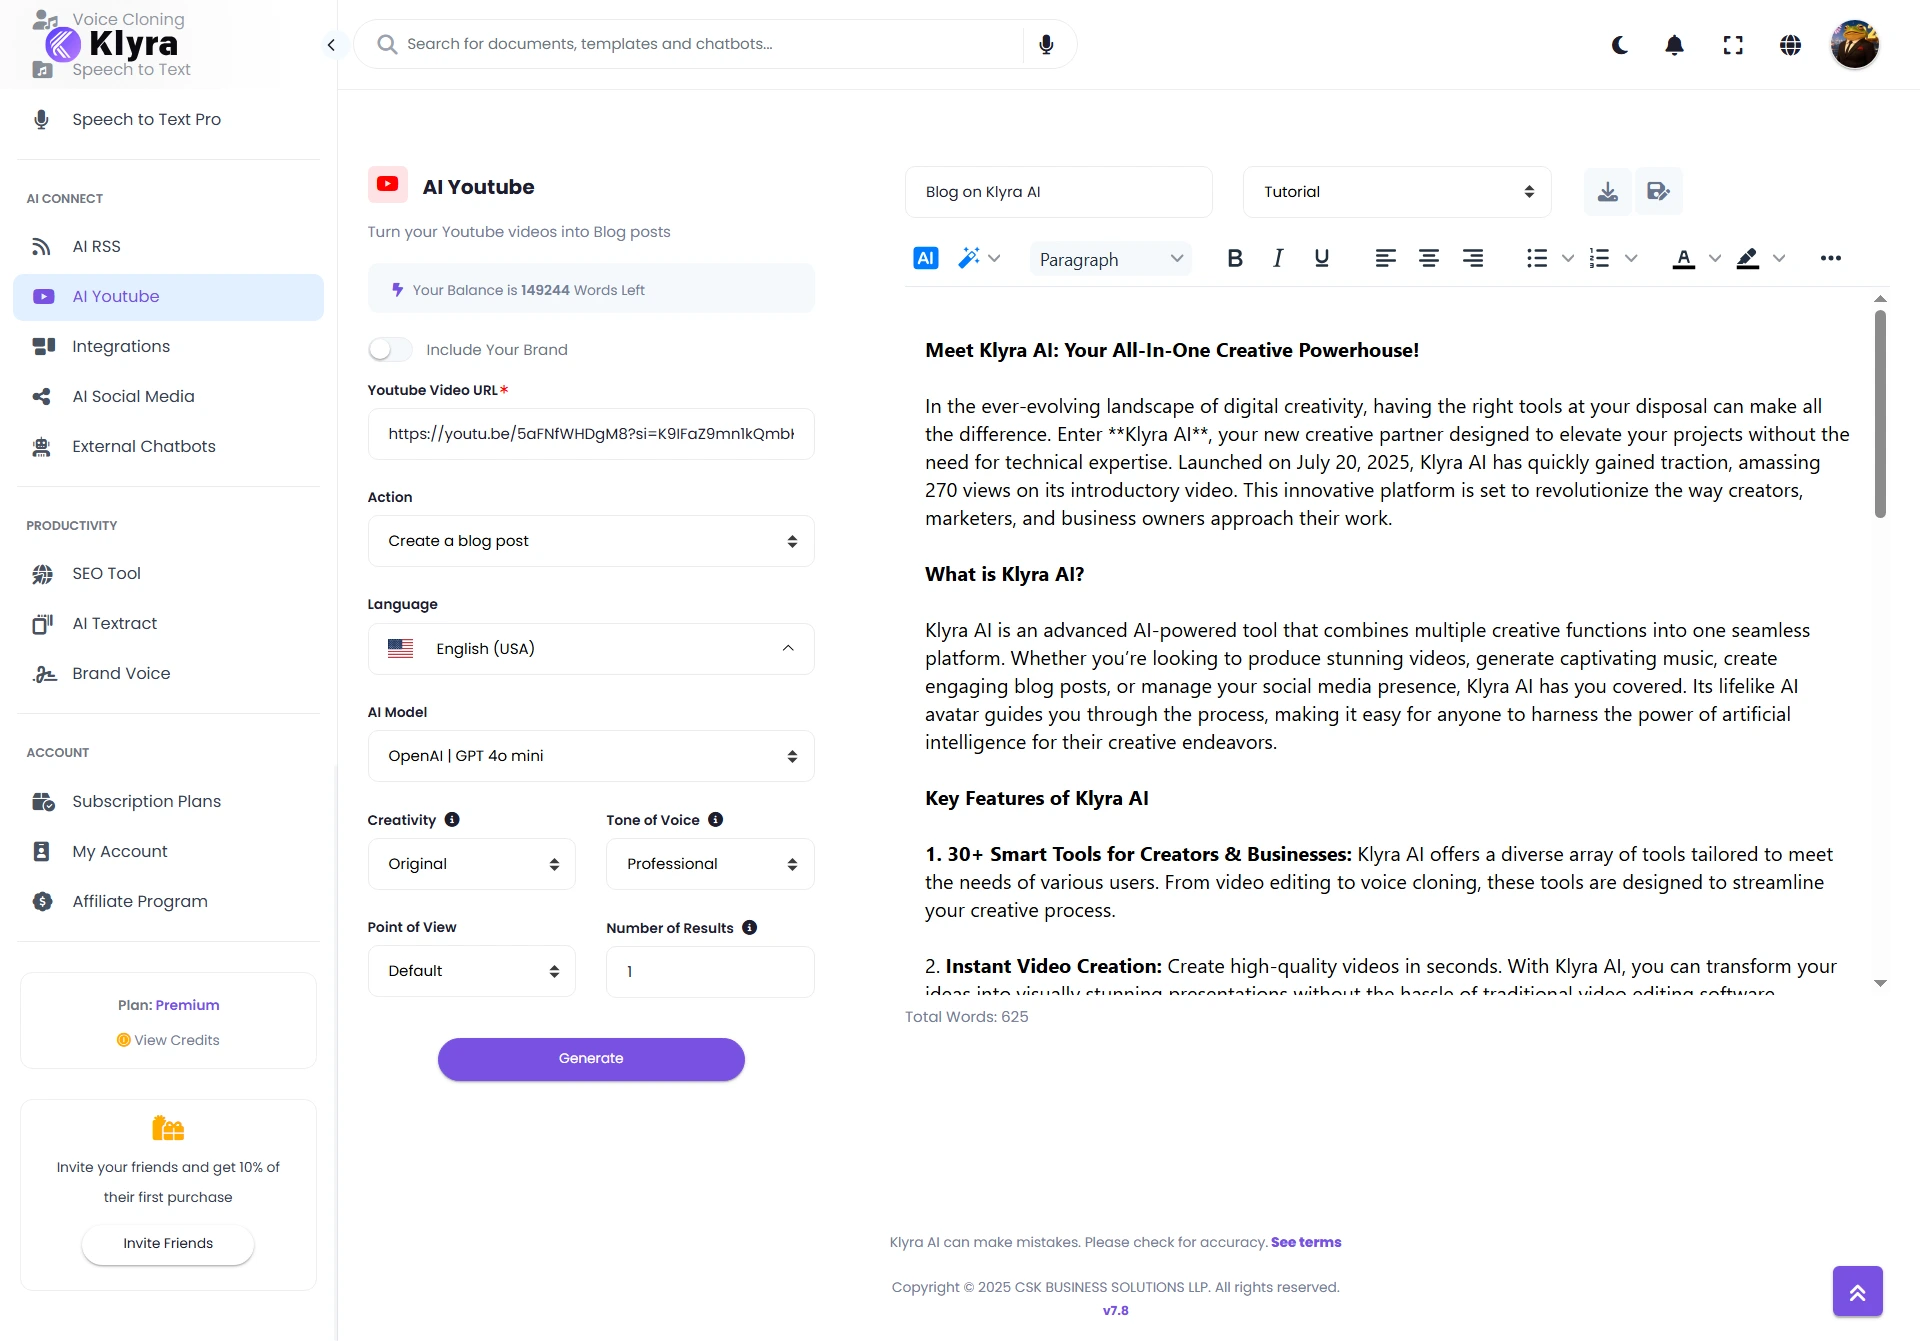 Voice Cloning
Klyra
Speech to Text
Speech to Text Pro
AI CONNECT
AI RSS
AI Youtube
Integrations
AI Social Media
External Chatbots
PRODUCTIVITY
SEO Tool
AI Textract
Brand Voice
ACCOUNT
Subscription Plans
My Account
Affiliate Program
Plan: Premium
View Credits
Invite your friends and get 10% of
their first purchase
Invite Friends
Search for documents, templates and chatbots...
AI Youtube
Turn your Youtube videos into Blog posts
Your Balance is 149244 Words Left
Include Your Brand
Youtube Video URL*
https://youtu.be/5aFNfWHDgM8?si=K9IFaZ9mn1kQmbH
Action
Create a blog post
Language
English (USA)
AI Model
OpenAI | GPT 4o mini
Creativity
Tone of Voice
Original
Professional
Point of View
Number of Results
Default
1
Generate
Blog on Klyra AI
Tutorial
AI
Paragraph
B I U
A
Meet Klyra AI: Your All-In-One Creative Powerhouse!
In the ever-evolving landscape of digital creativity, having the right tools at your disposal can make all
the difference. Enter **Klyra AI**, your new creative partner designed to elevate your projects without the
need for technical expertise. Launched on July 20, 2025, Klyra AI has quickly gained traction, amassing
270 views on its introductory video. This innovative platform is set to revolutionize the way creators,
marketers, and business owners approach their work.
What is Klyra AI?
Klyra AI is an advanced AI-powered tool that combines multiple creative functions into one seamless
platform. Whether you’re looking to produce stunning videos, generate captivating music, create
engaging blog posts, or manage your social media presence, Klyra AI has you covered. Its lifelike AI
avatar guides you through the process, making it easy for anyone to harness the power of artificial
intelligence for their creative endeavors.
Key Features of Klyra AI
1. 30+ Smart Tools for Creators & Businesses: Klyra AI offers a diverse array of tools tailored to meet
the needs of various users. From video editing to voice cloning, these tools are designed to streamline
your creative process.
2. Instant Video Creation: Create high-quality videos in seconds. With Klyra AI, you can transform your
ideas into visually stunning presentations without the hassle of traditional video editing software.
Total Words: 625
Klyra AI can make mistakes. Please check for accuracy. See terms
Copyright © 2025 CSK BUSINESS SOLUTIONS LLP. All rights reserved.
v7.8